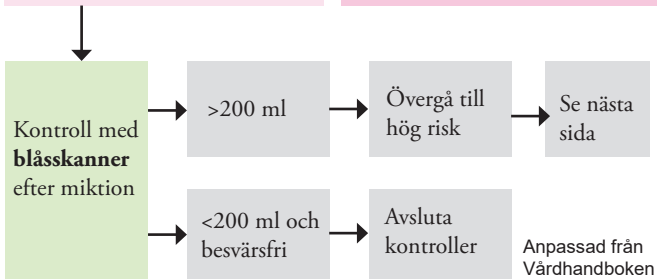 Kontroll med
blåsskanner
efter miktion
>200 ml
Övergå till
hög risk
Se nästa
sida
<200 ml och
besvärsfri
Avsluta
kontroller
Anpassad från
Vårdhandboken